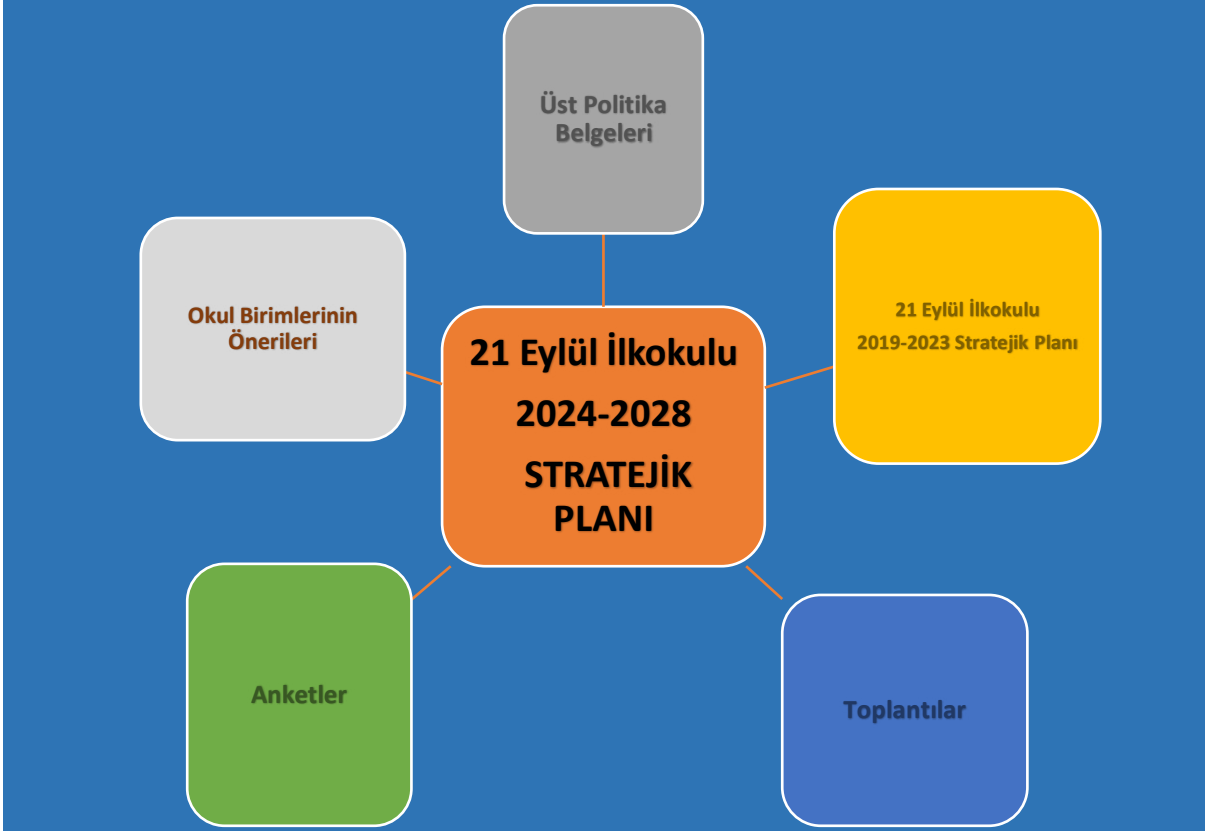 Üst Politika
Belgeleri
Okul Birimlerinin
Önerileri
21 Eylül İlkokulu
2019-2023 Stratejik Planı
21 Eylül İlkokulu
2024-2028
STRATEJİK
PLANI
Anketler
Toplantılar